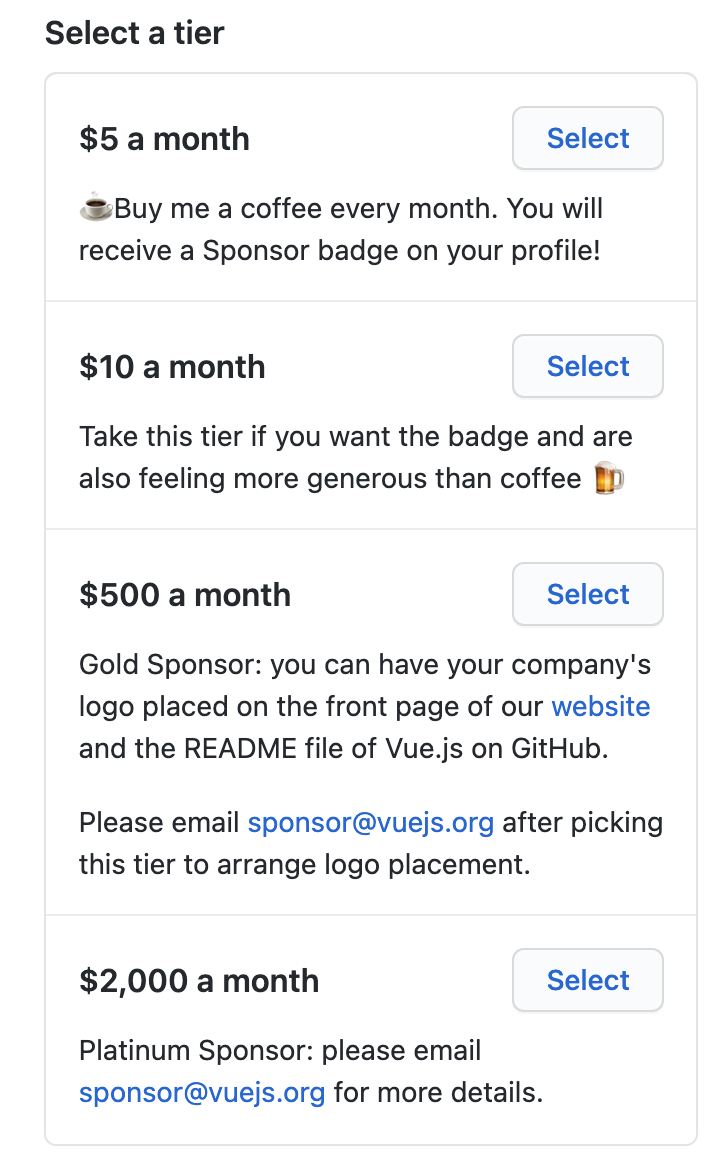 Select a tier
$5 a month
Select
☕Buy me a coffee every month. You will
receive a Sponsor badge on your profile!
$10 a month
Select
Take this tier if you want the badge and are
also feeling more generous than coffee 🍺
$500 a month
Select
Gold Sponsor: you can have your company's
logo placed on the front page of our website
and the README file of Vue.js on GitHub.
Please email sponsor@vuejs.org after picking
this tier to arrange logo placement.
$2,000 a month
Select
Platinum Sponsor: please email
sponsor@vuejs.org for more details.